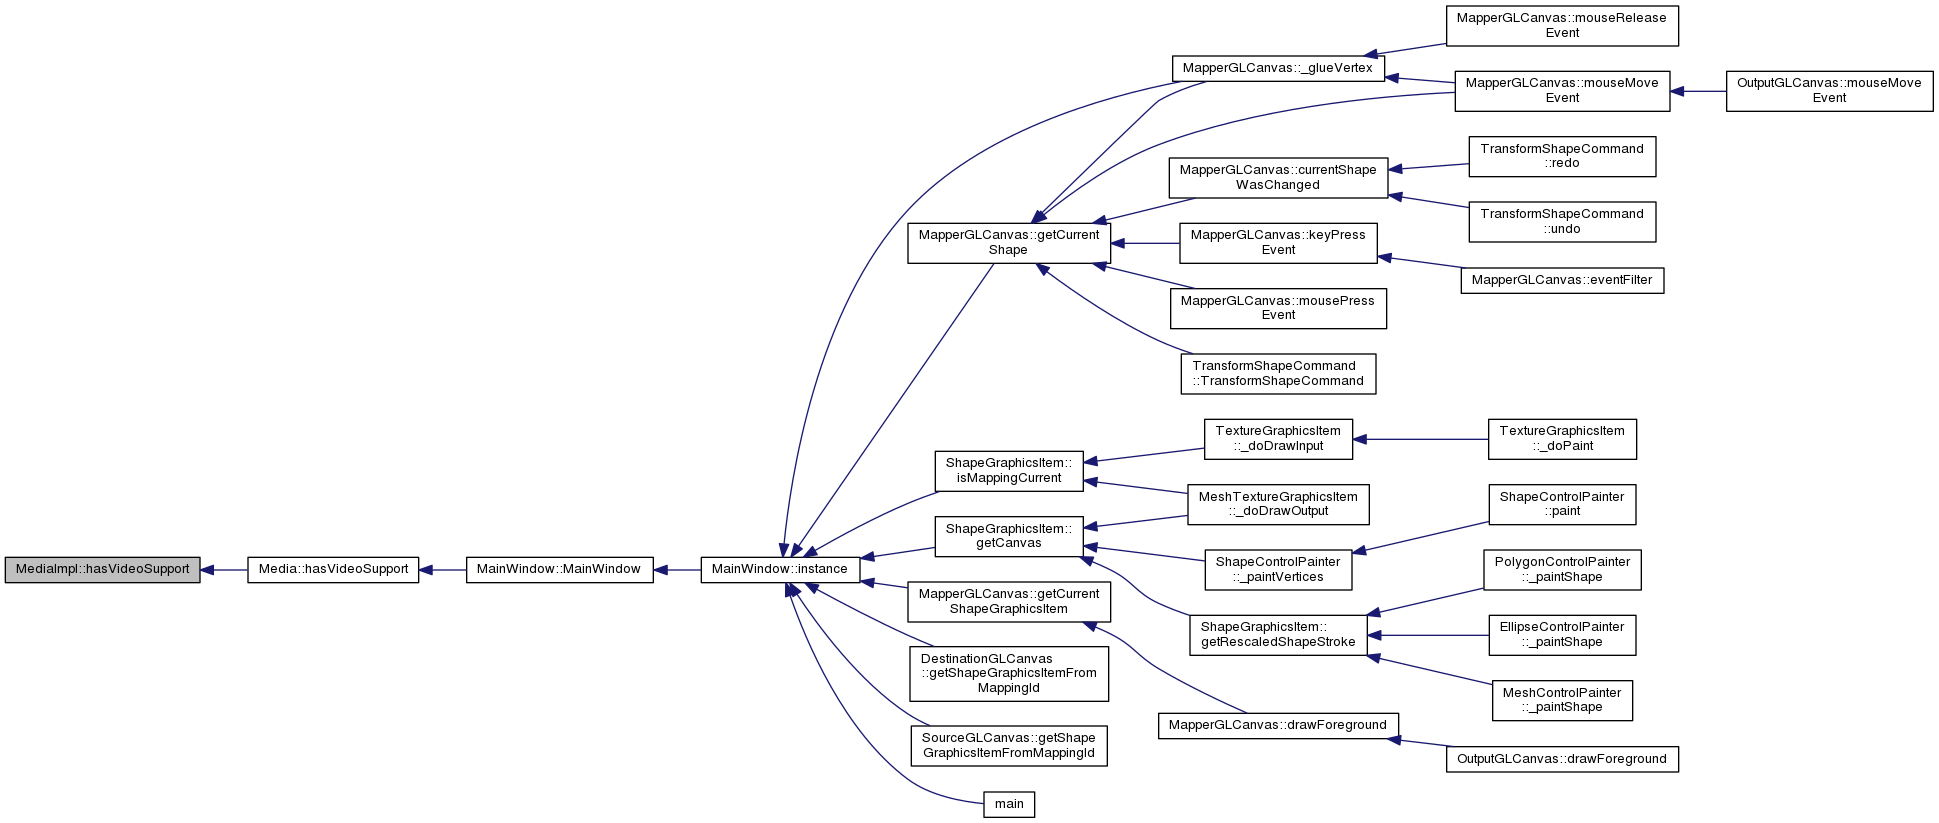 MediaImpl::hasVideoSupport
Media::hasVideoSupport
MainWindow::MainWindow
MainWindow::instance
MapperGLCanvas::_glueVertex
MapperGLCanvas::mouseRelease
Event
MapperGLCanvas::mouseMove
Event
OutputGLCanvas::mouseMove
Event
MapperGLCanvas::getCurrent
Shape
MapperGLCanvas::currentShape
WasChanged
TransformShapeCommand
::redo
TransformShapeCommand
::undo
MapperGLCanvas::keyPress
Event
MapperGLCanvas::eventFilter
MapperGLCanvas::mousePress
Event
TransformShapeCommand
::TransformShapeCommand
ShapeGraphicsItem::
isMappingCurrent
TextureGraphicsItem
::_doDrawInput
TextureGraphicsItem
::_doPaint
MeshTextureGraphicsItem
::_doDrawOutput
ShapeGraphicsItem::
getCanvas
ShapeControlPainter
::_paintVertices
ShapeControlPainter
::paint
ShapeGraphicsItem::
getRescaledShapeStroke
PolygonControlPainter
::_paintShape
EllipseControlPainter
::_paintShape
MeshControlPainter
::_paintShape
MapperGLCanvas::getCurrent
ShapeGraphicsItem
MapperGLCanvas::drawForeground
OutputGLCanvas::drawForeground
DestinationGLCanvas
::getShapeGraphicsItemFrom
MappingId
SourceGLCanvas::getShape
GraphicsItemFromMappingId
main